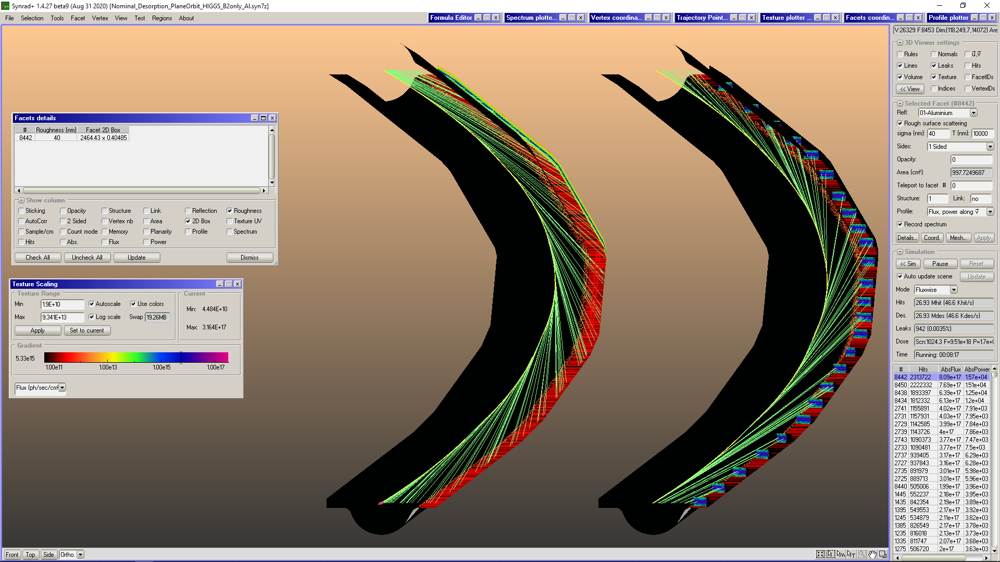 Synrad+ 1.4.27 beta9 (Aug 31 2020) [Nominal_Desorption_PlaneOrbit_HIGGS_B2only_Al.syn7z]
File Selection Tools Facet Vertex View Test Regions About
Formula Editor
Spectrum plotte...
Vertex coordina...
Trajectory Point...
Texture plotter ...
Facets coordin...
Profile plotter
V:26329 F:8453 Dim:(118.249,7,14072) Are
3D Viewer settings
Rules Normals u,v
Lines Leaks Hits
Volume Texture FacetIDs
<< View Indices VertexIDs
Selected Facet (#8442)
Refl: 01-Aluminium
Rough surface scattering
sigma (nm): 40 T (nm): 10000
Sides: 1 Sided
Opacity: 0
Area (cm²): 997.7249687
Teleport to facet # 0
Structure: 1 Link: no
Profile: Flux, power along v
Record spectrum
Details... Coord. Mesh... Apply
Simulation
<< Sim Pause Reset
Auto update scene Update
Mode Fluxwise
Hits 26.93 Mhit (46.6 Khit/s)
Des. 26.93 Mdes (46.6 Kdes/s)
Leaks 942 (0.0035%)
Dose Scn:1024.3 F=9.51e+18 P=1.7e+(
Time Running: 00:08:17
# Hits AbsFlux AbsPower
8442 2313722 8.09e+17 1.57e+04
8450 2222332 7.69e+17 1.51e+04
8438 1893397 6.39e+17 1.25e+04
8434 1812332 6.13e+17 1.2e+04
2741 1155891 4.02e+17 7.91e+03
2731 1157931 4.03e+17 7.95e+03
2729 1142585 3.99e+17 7.84e+03
2739 1143726 4e+17 7.86e+03
2743 1090373 3.77e+17 7.47e+03
2733 1090481 3.77e+17 7.5e+03
2737 939405 3.17e+17 6.29e+03
2727 937843 3.16e+17 6.28e+03
2735 891979 3.01e+17 5.98e+03
2725 889713 3.01e+17 5.96e+03
8440 505006 1.99e+17 3.96e+03
1445 552237 2.18e+17 3.95e+03
1435 842354 2.19e+17 3.89e+03
1395 549553 2.17e+17 3.92e+03
1245 534879 2.11e+17 3.82e+03
1385 826549 2.17e+17 3.78e+03
1235 816018 2.13e+17 3.73e+03
1335 811747 2.07e+17 3.68e+03
1275 506720 2e+17 3.63e+03
Facets details
# Roughness (nm) Facet 2D Box
8442 40 2464.43 x 0.40485
Show column
Sticking Opacity Structure Link Reflection Roughness
AutoCorr 2 Sided Vertex nb Area 2D Box Texture UV
Sample/cm Count mode Memory Planarity Profile Spectrum
Hits Abs. Flux Power
Check All Uncheck All Update Dismiss
Texture Scaling
Texture Range
Min 1.9E+10 Autoscale Use colors
Max 9.341E+13 Log scale Swap 19.26MB
Apply Set to current
Current
Min: 4.484E+10
Max: 3.164E+17
Gradient
5.33e15
1.00e11 1.00e13 1.00e15 1.00e17
Flux (ph/sec/cm²
Front Top Side Ortho.